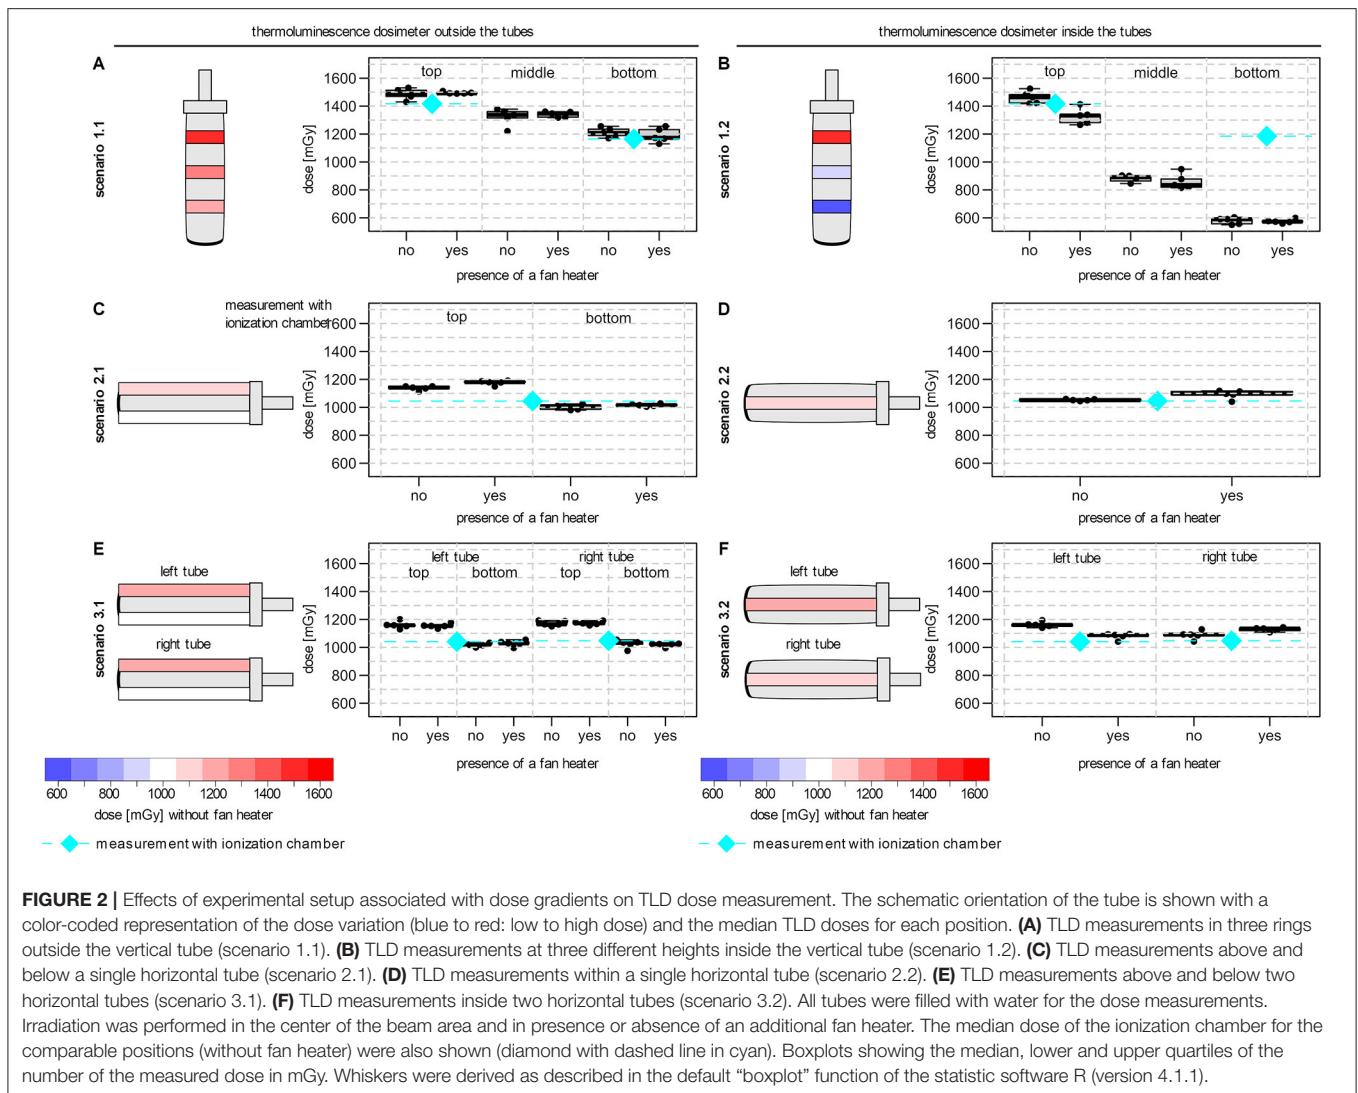 thermoluminescence dosimeter outside the tubes
thermoluminescence dosimeter inside the tubes
A
scenario 1.1
dose [mGy]
1600
1400
1200
1000
800
600
top
middle
bottom
no
yes
no
yes
no
yes
presence of a fan heater
B
scenario 1.2
dose [mGy]
1600
1400
1200
1000
800
600
top
middle
bottom
no
yes
no
yes
no
yes
presence of a fan heater
C
measurement with
ionization chamber
scenario 2.1
dose [mGy]
1600
1400
1200
1000
800
600
top
bottom
no
yes
no
yes
presence of a fan heater
D
scenario 2.2
dose [mGy]
1600
1400
1200
1000
800
600
no
yes
presence of a fan heater
E
left tube
scenario 3.1
right tube
dose [mGy]
1600
1400
1200
1000
800
600
left tube
right tube
top
bottom
top
bottom
no
yes
no
yes
no
yes
no
yes
presence of a fan heater
F
left tube
scenario 3.2
right tube
dose [mGy]
1600
1400
1200
1000
800
600
left tube
right tube
no
yes
no
yes
presence of a fan heater
600 800 1000 1200 1400 1600
dose [mGy] without fan heater
measurement with ionization chamber
600 800 1000 1200 1400 1600
dose [mGy] without fan heater
measurement with ionization chamber
FIGURE 2 | Effects of experimental setup associated with dose gradients on TLD dose measurement. The schematic orientation of the tube is shown with a
color-coded representation of the dose variation (blue to red: low to high dose) and the median TLD doses for each position. (A) TLD measurements in three rings
outside the vertical tube (scenario 1.1). (B) TLD measurements at three different heights inside the vertical tube (scenario 1.2). (C) TLD measurements above and
below a single horizontal tube (scenario 2.1). (D) TLD measurements within a single horizontal tube (scenario 2.2). (E) TLD measurements above and below two
horizontal tubes (scenario 3.1). (F) TLD measurements inside two horizontal tubes (scenario 3.2). All tubes were filled with water for the dose measurements.
Irradiation was performed in the center of the beam area and in presence or absence of an additional fan heater. The median dose of the ionization chamber for the
comparable positions (without fan heater) were also shown (diamond with dashed line in cyan). Boxplots showing the median, lower and upper quartiles of the
number of the measured dose in mGy. Whiskers were derived as described in the default “boxplot” function of the statistic software R (version 4.1.1).